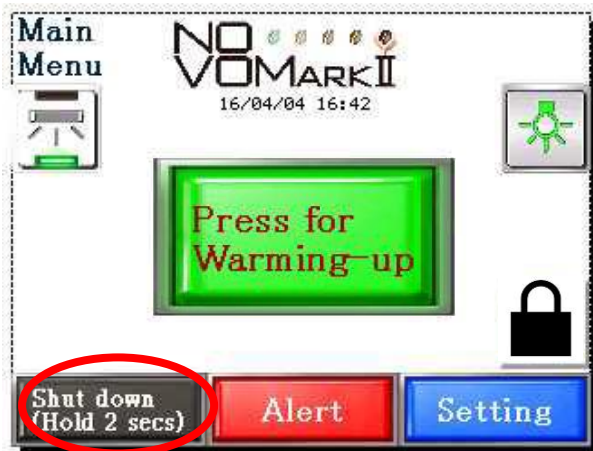 Main
Menu
NO
VOMARKII
16/04/04 16:42
Press for
Warming-up
Shut down
(Hold 2 secs)
Alert
Setting